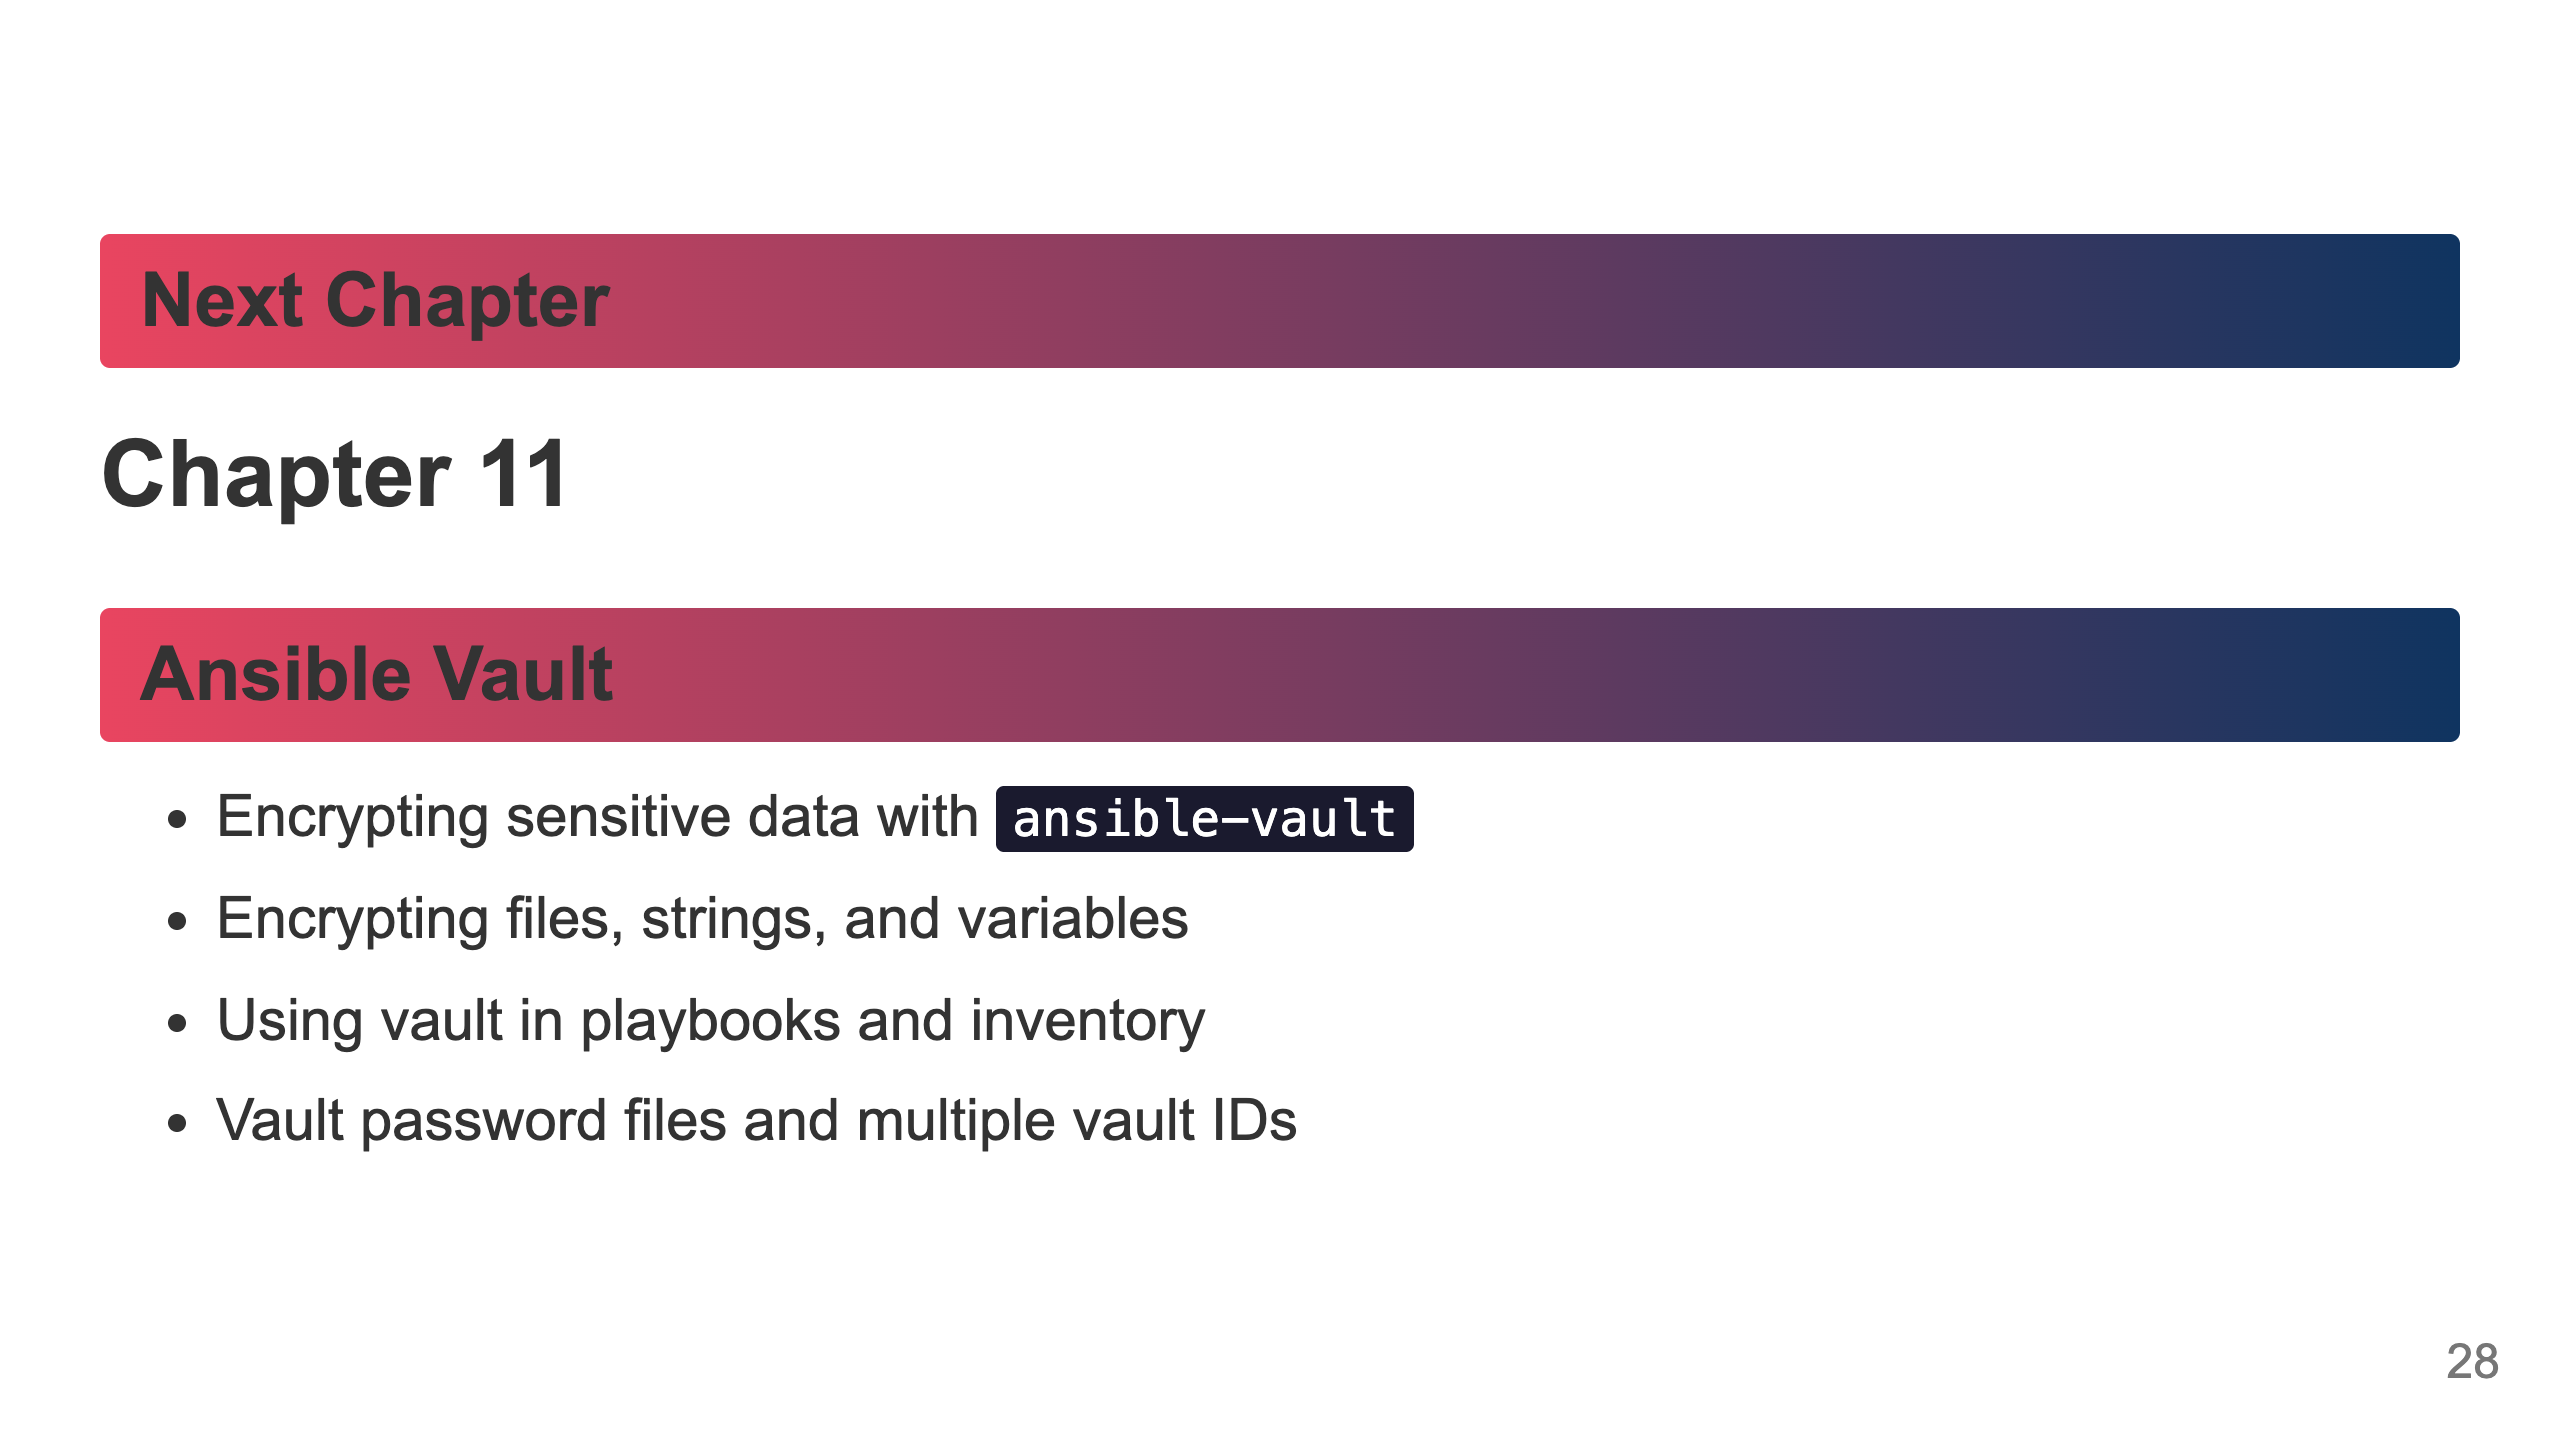 Next Chapter
Chapter 11
Ansible Vault
• Encrypting sensitive data with ansible-vault
• Encrypting files, strings, and variables
• Using vault in playbooks and inventory
• Vault password files and multiple vault IDs
28